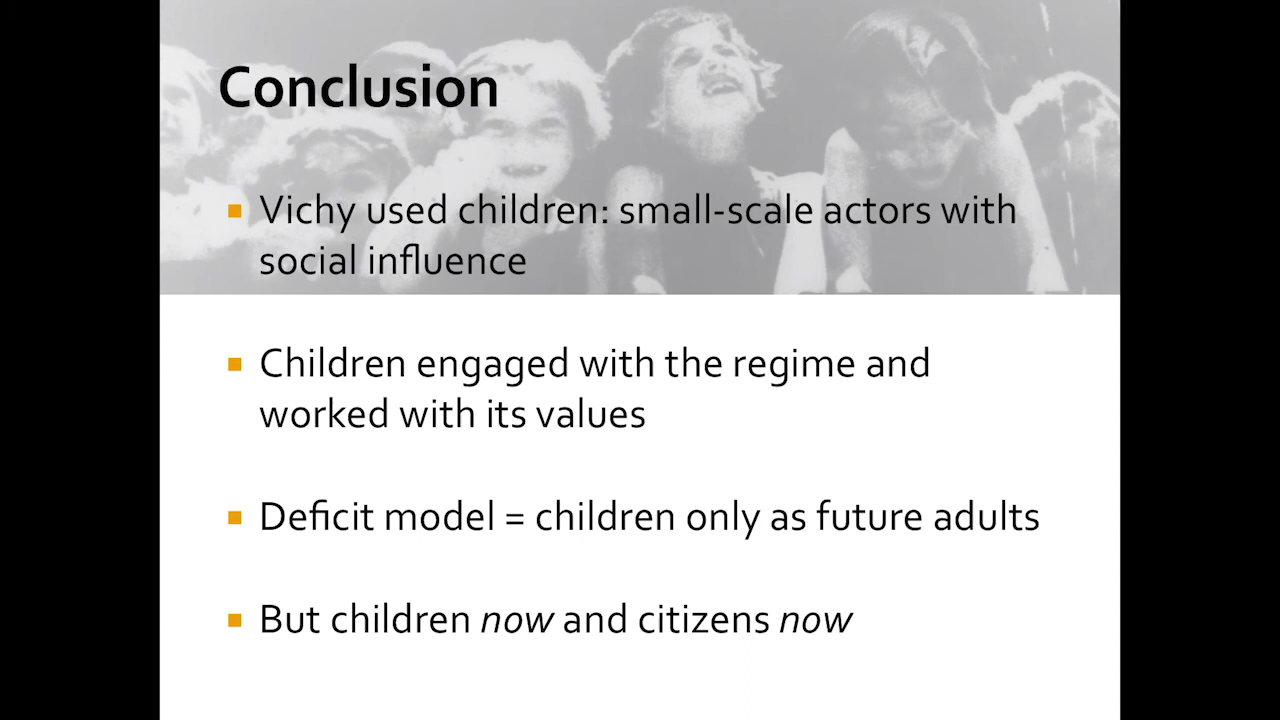 Conclusion
▪ Vichy used children: small-scale actors with
social influence
▪ Children engaged with the regime and
worked with its values
▪ Deficit model = children only as future adults
▪ But children now and citizens now